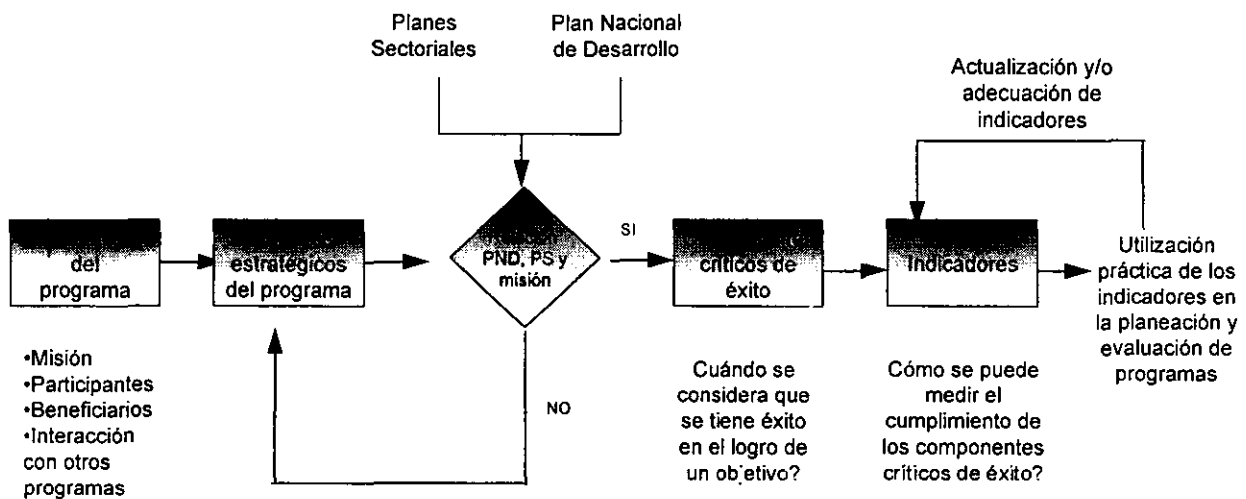 Planes
Sectoriales
Plan Nacional
de Desarrollo
Actualización y/o
adecuación de
indicadores
del
programa
estratégicos
del programa
PND, PS y
misión
SI
NO
críticos de
éxito
Indicadores
Utilización
práctica de los
indicadores en
la planeación y
evaluación de
programas
•Misión
•Participantes
•Beneficiarios
•Interacción
con otros
programas
Cuándo se
considera que
se tiene éxito
en el logro de
un objetivo?
Cómo se puede
medir el
cumplimiento de
los componentes
críticos de éxito?